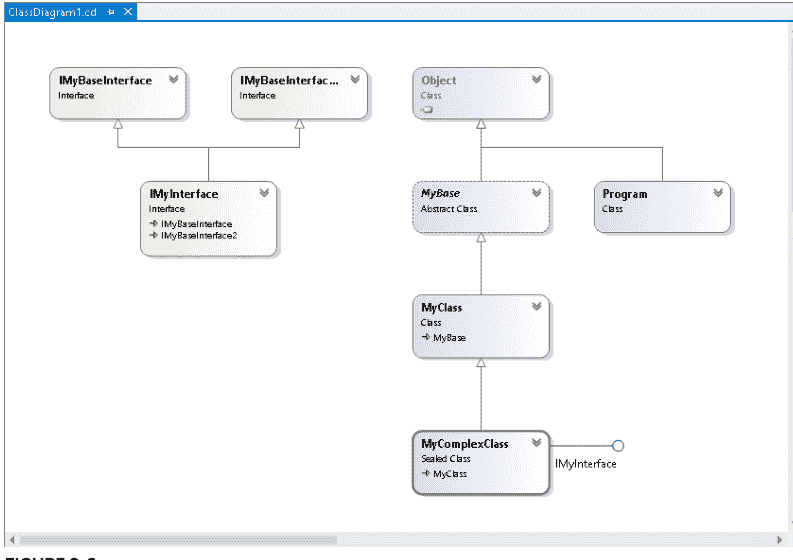 ClassDiagram1.cd
IMyBaseInterface
Interface
IMyBaseInterfac...
Interface
Object
Class
IMyInterface
Interface
IMyBaseInterface
IMyBaseInterface2
MyBase
Abstract Class
Program
Class
MyClass
Class
MyBase
MyComplexClass
Sealed Class
MyClass
IMyInterface